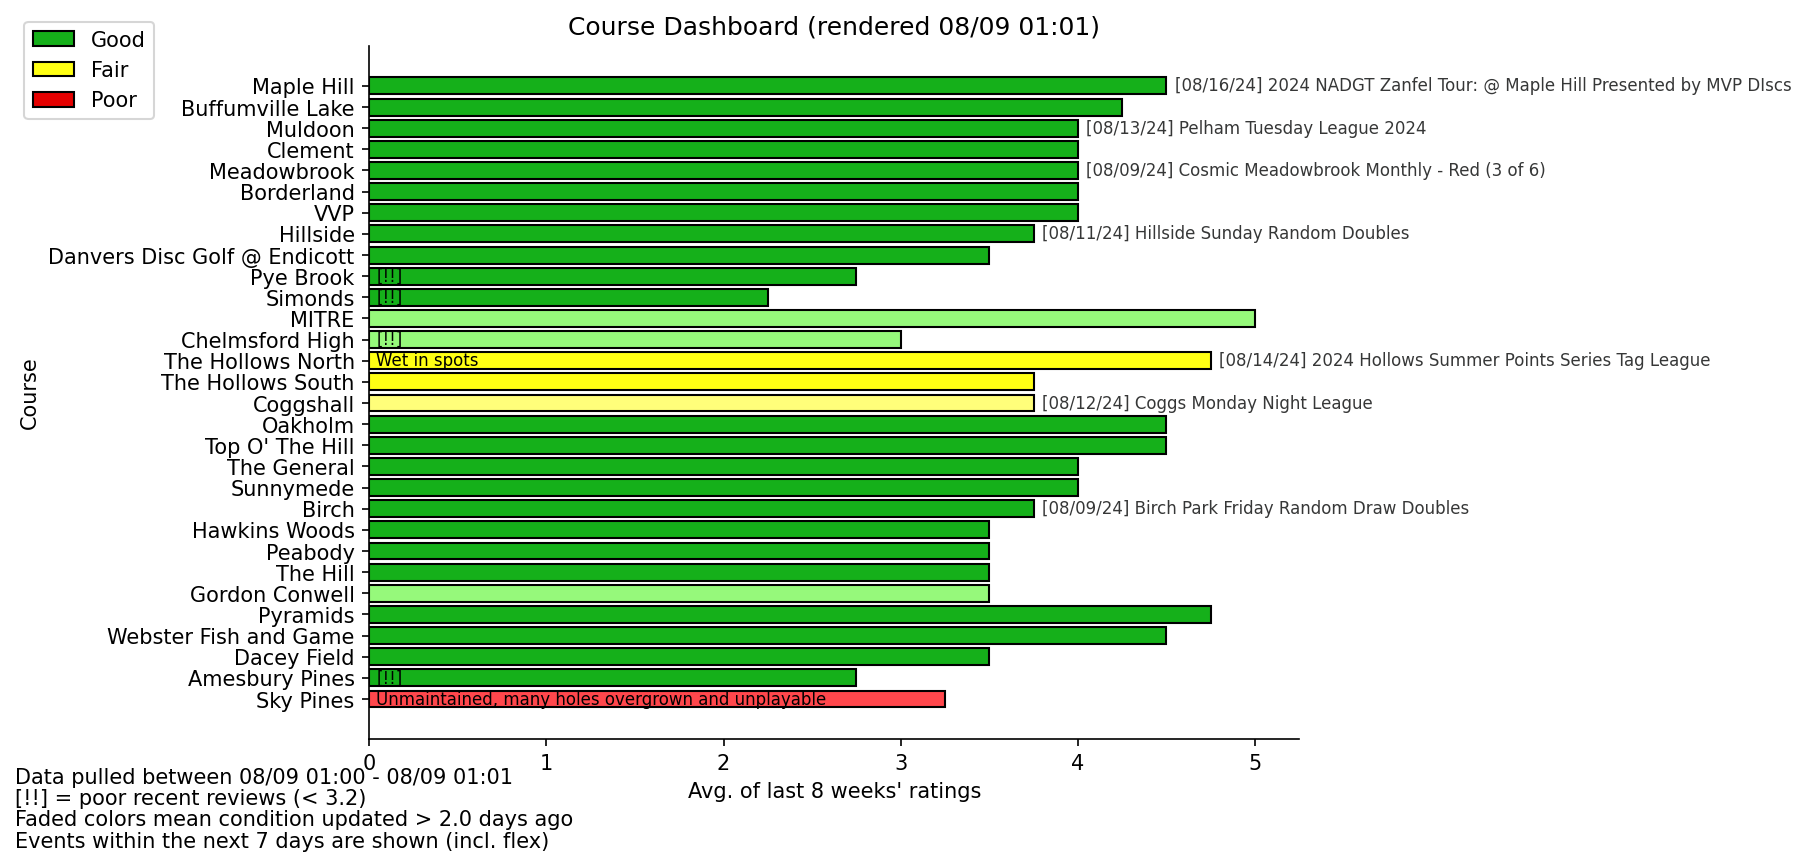 Course Dashboard (rendered 08/09 01:01)
Good
Fair
Poor
Maple Hill [08/16/24] 2024 NADGT Zanfel Tour: @ Maple Hill Presented by MVP DIscs
Buffumville Lake
Muldoon [08/13/24] Pelham Tuesday League 2024
Clement
Meadowbrook [08/09/24] Cosmic Meadowbrook Monthly - Red (3 of 6)
Borderland
VVP
Hillside [08/11/24] Hillside Sunday Random Doubles
Danvers Disc Golf @ Endicott
Pye Brook [!!]
Simonds [!!]
MITRE
Chelmsford High [!!]
The Hollows North Wet in spots [08/14/24] 2024 Hollows Summer Points Series Tag League
The Hollows South
Coggshall [08/12/24] Coggs Monday Night League
Oakholm
Top O' The Hill
The General
Sunnymede
Birch [08/09/24] Birch Park Friday Random Draw Doubles
Hawkins Woods
Peabody
The Hill
Gordon Conwell
Pyramids
Webster Fish and Game
Dacey Field
Amesbury Pines [!!]
Sky Pines Unmaintained, many holes overgrown and unplayable
Course
0 1 2 3 4 5
Avg. of last 8 weeks' ratings
Data pulled between 08/09 01:00 - 08/09 01:01
[!!] = poor recent reviews (< 3.2)
Faded colors mean condition updated > 2.0 days ago
Events within the next 7 days are shown (incl. flex)